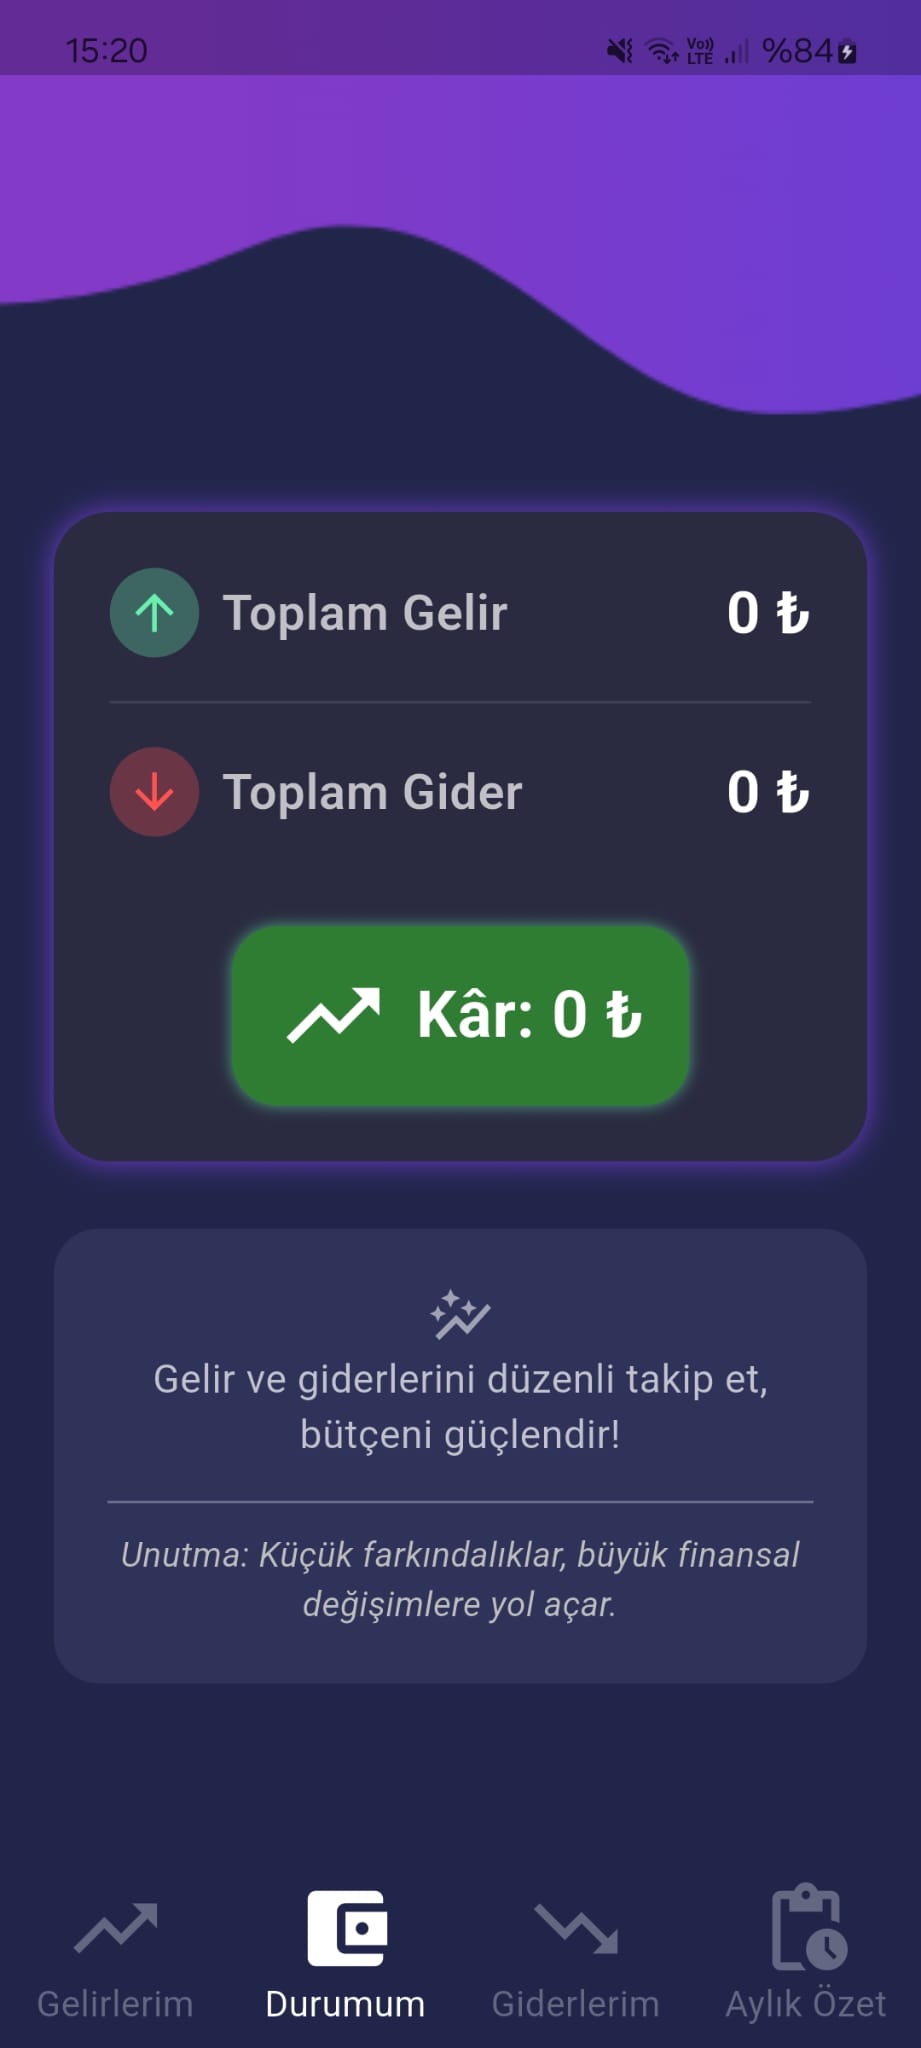 15:20
Vo)) LTE %84
Toplam Gelir 0 ₺
Toplam Gider 0 ₺
Kâr: 0 ₺
Gelir ve giderlerini düzenli takip et,
bütçeni güçlendir!
Unutma: Küçük farkındalıklar, büyük finansal
değişimlere yol açar.
Gelirlerim Durumum Giderlerim Aylık Özet